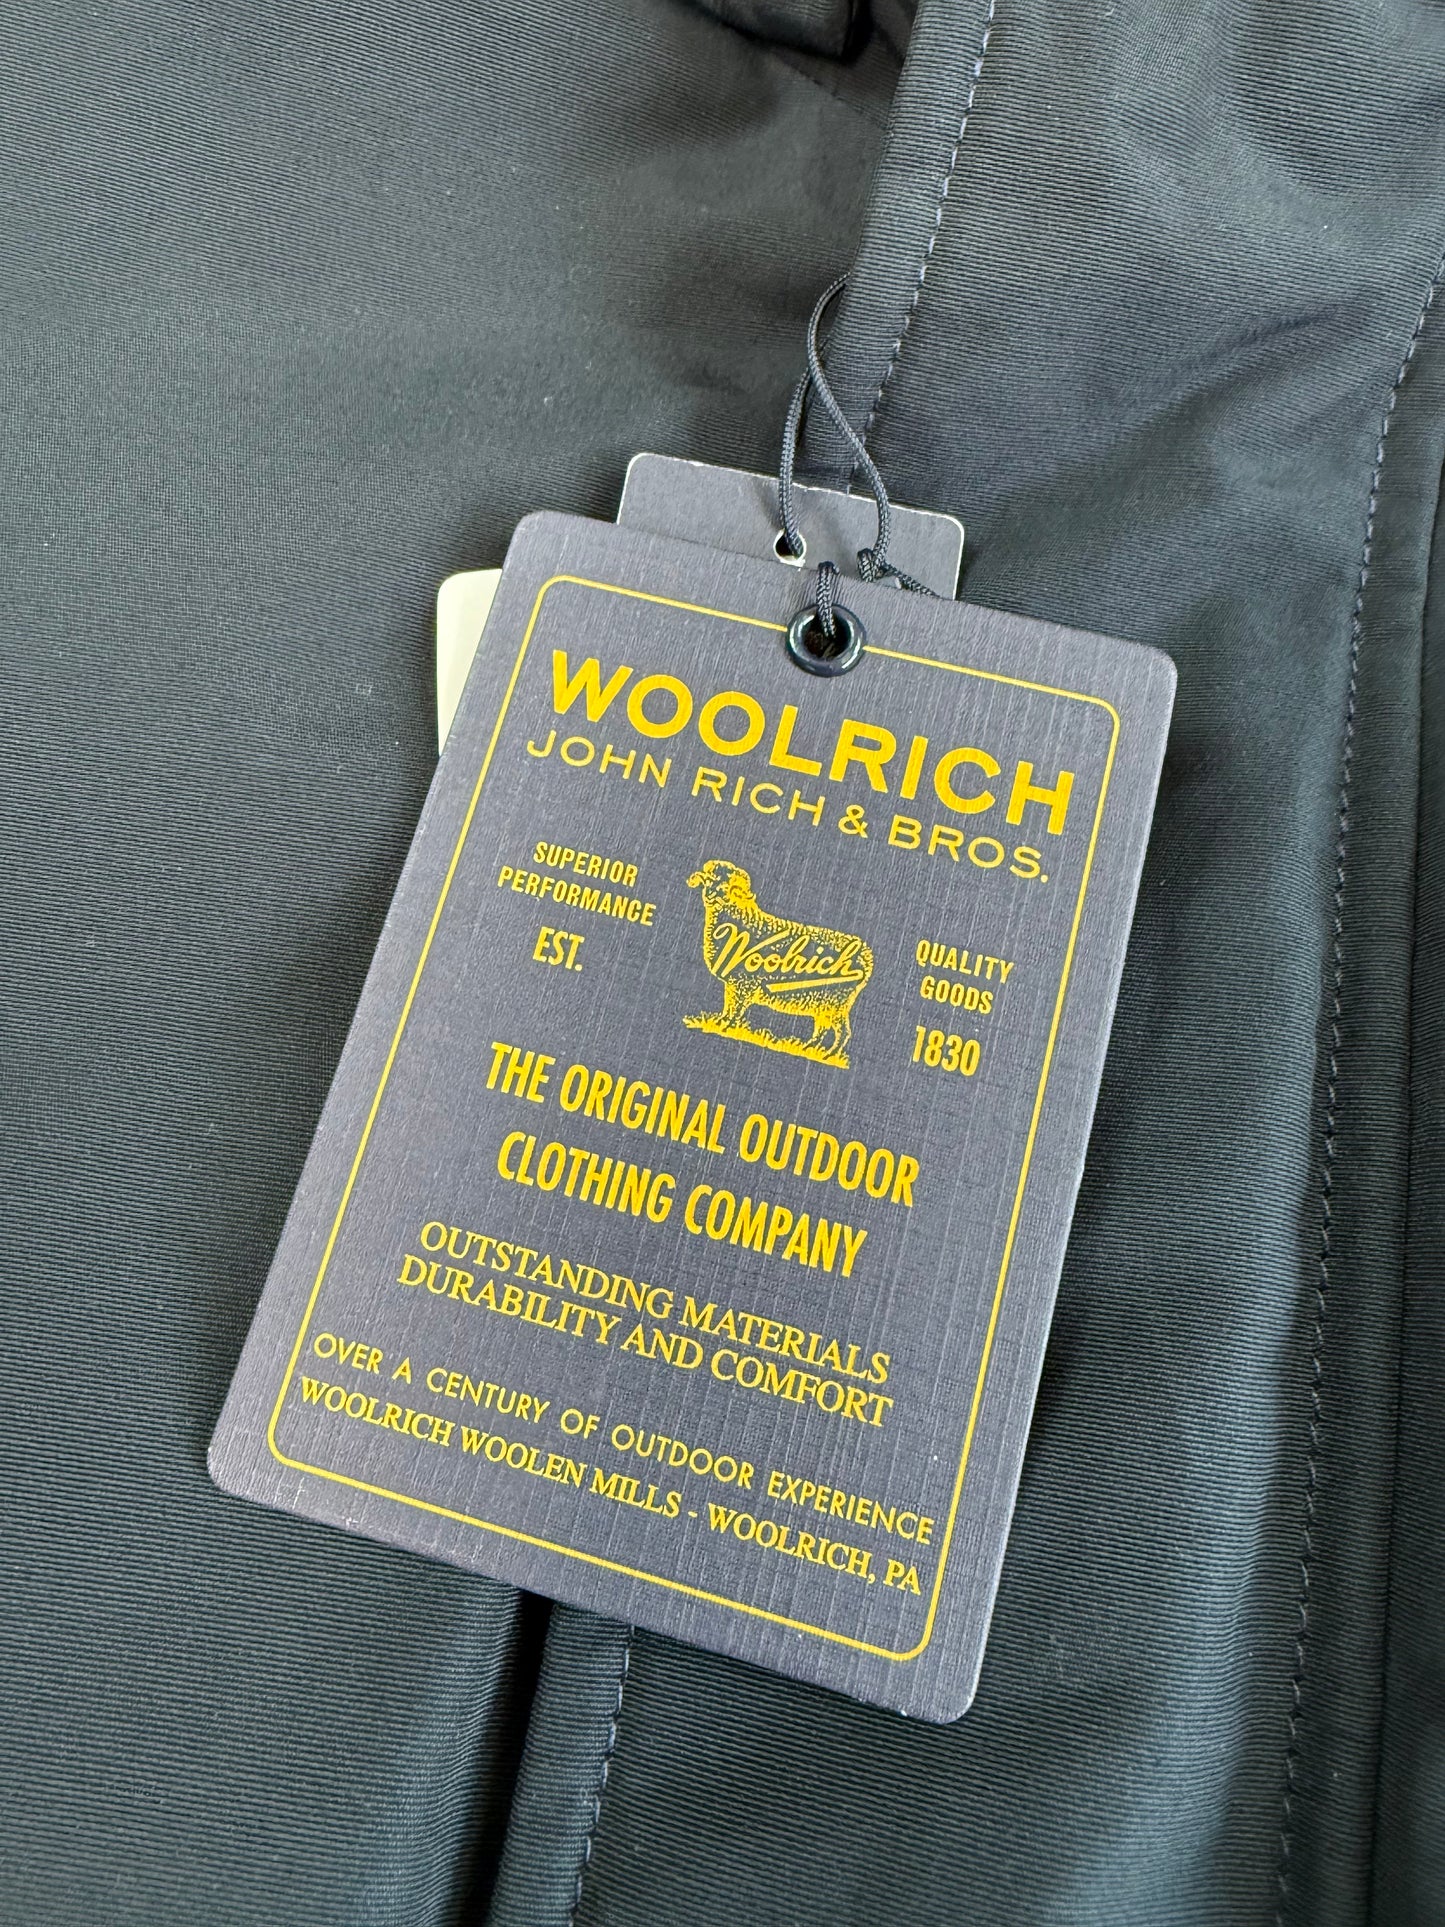 WOOLRICH
JOHN RICH & BROS.
SUPERIOR
PERFORMANCE
EST.
Woolrich
QUALITY
GOODS
1830
THE ORIGINAL OUTDOOR
CLOTHING COMPANY
OUTSTANDING MATERIALS
DURABILITY AND COMFORT
OVER A CENTURY OF OUTDOOR EXPERIENCE
WOOLRICH WOOLEN MILLS - WOOLRICH, PA